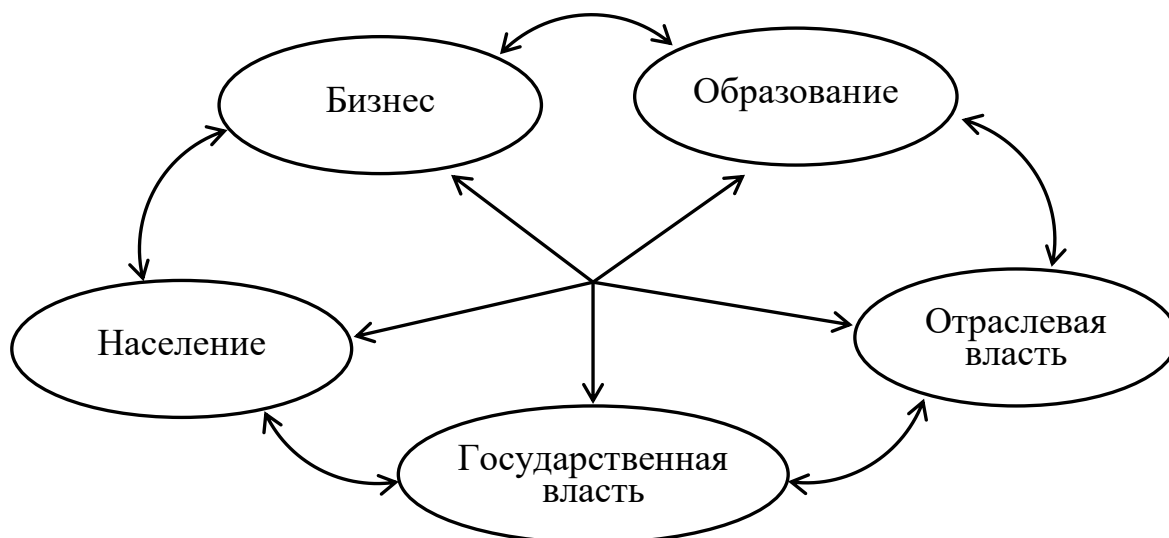 Бизнес
Образование
Население
Отраслевая
власть
Государственная
власть